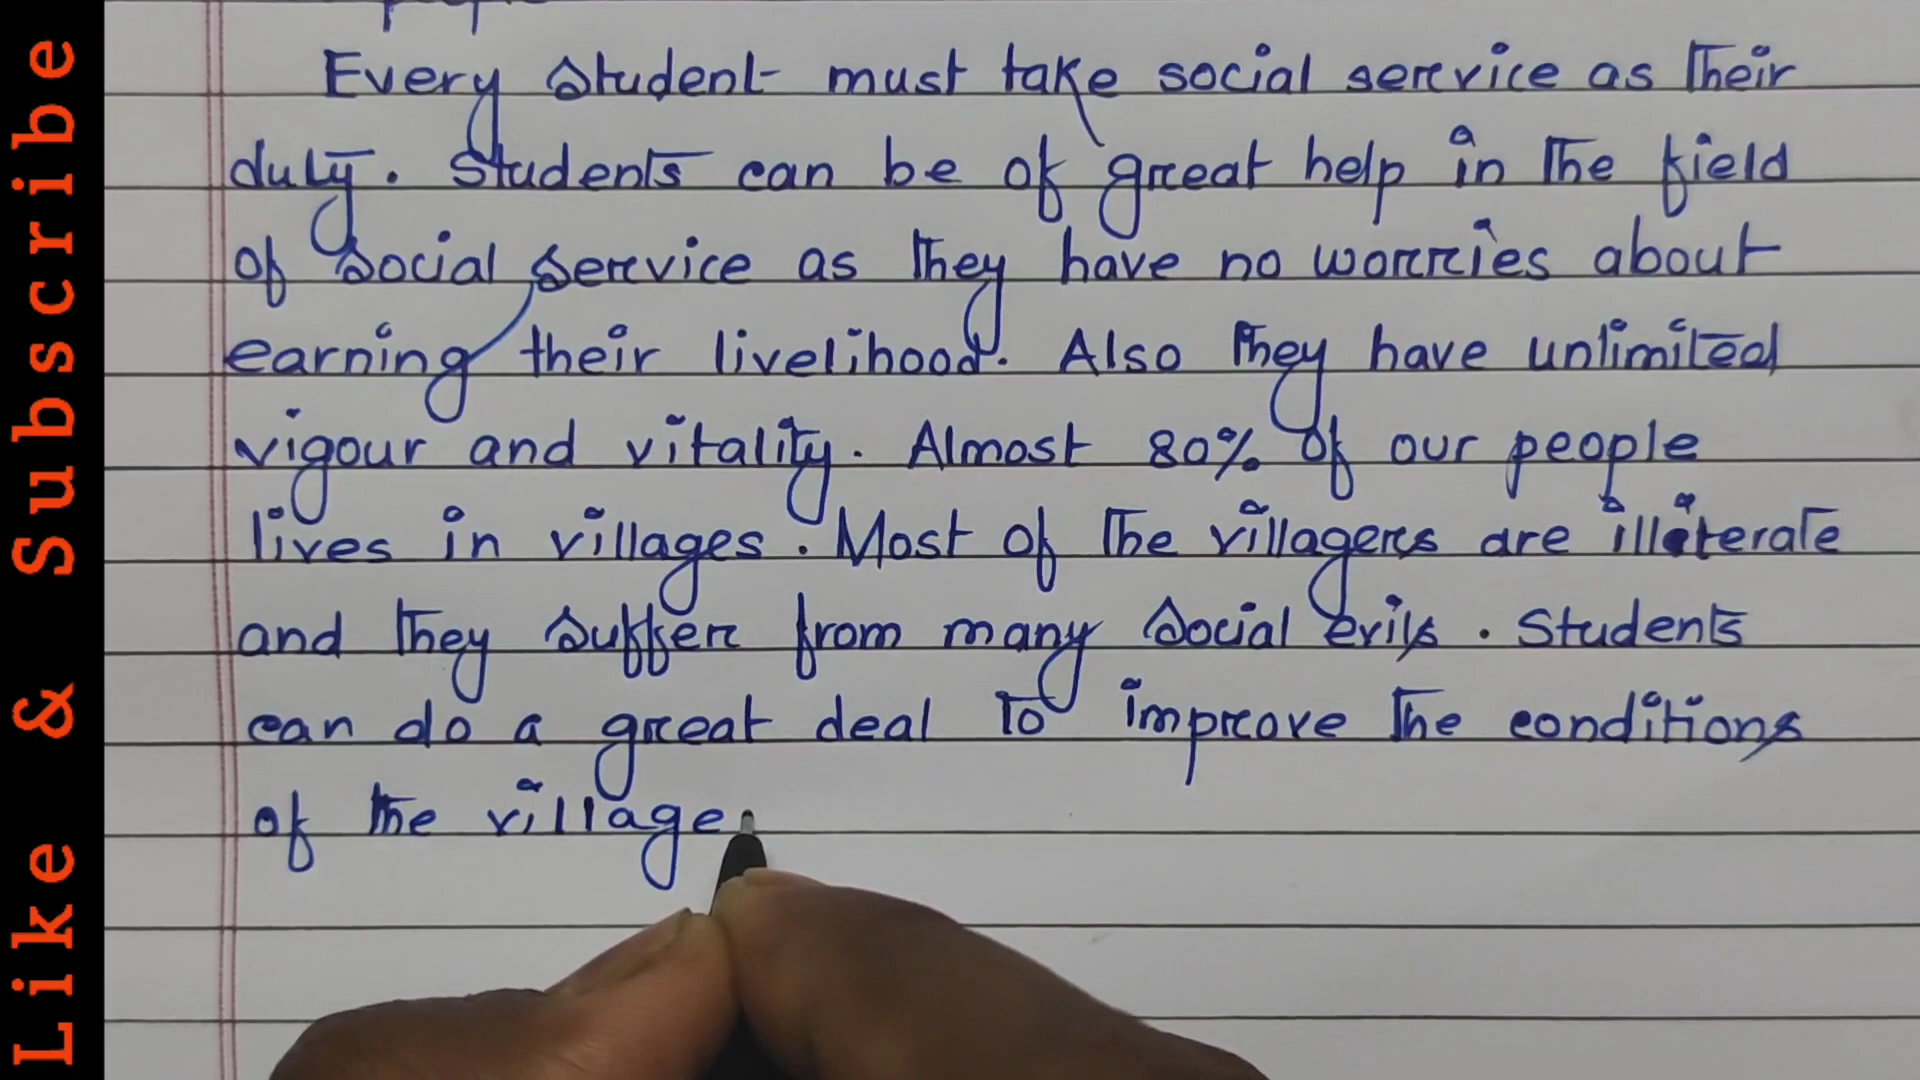 Like & Subscribe
Every student must take social service as their
duty. Students can be of great help in the field
of social service as they have no worries about
earning their livelihood. Also they have unlimited
vigour and vitality. Almost 80% of our people
lives in villages. Most of the villagers are illiterate
and they suffer from many social evils. Students
can do a great deal to improve the conditions
of the village